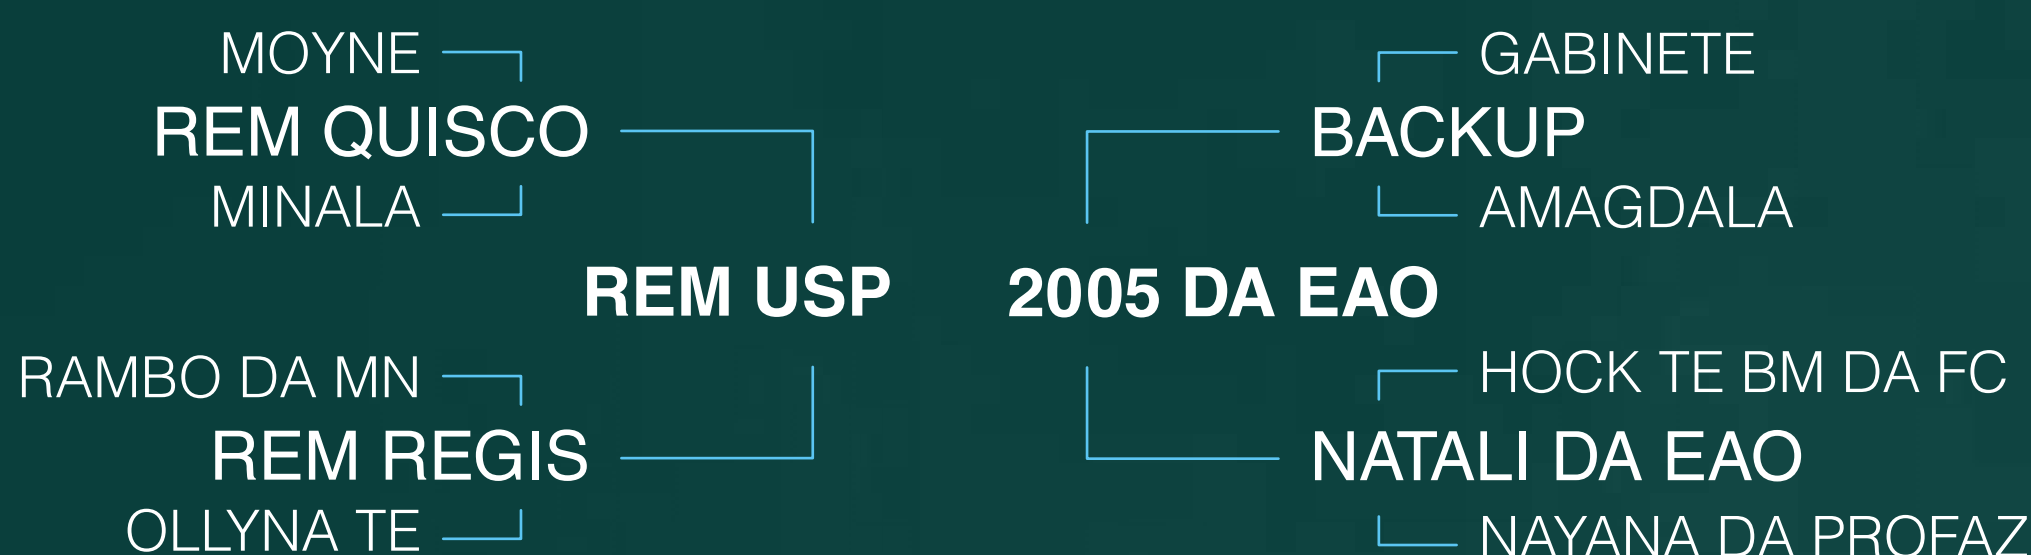 MOYNE
REM QUISCO
MINALA
REM USP
RAMBO DA MN
REM REGIS
OLLYNA TE
GABINETE
BACKUP
AMAGDALA
2005 DA EAO
HOCK TE BM DA FC
NATALI DA EAO
NAYANA DA PROFAZ